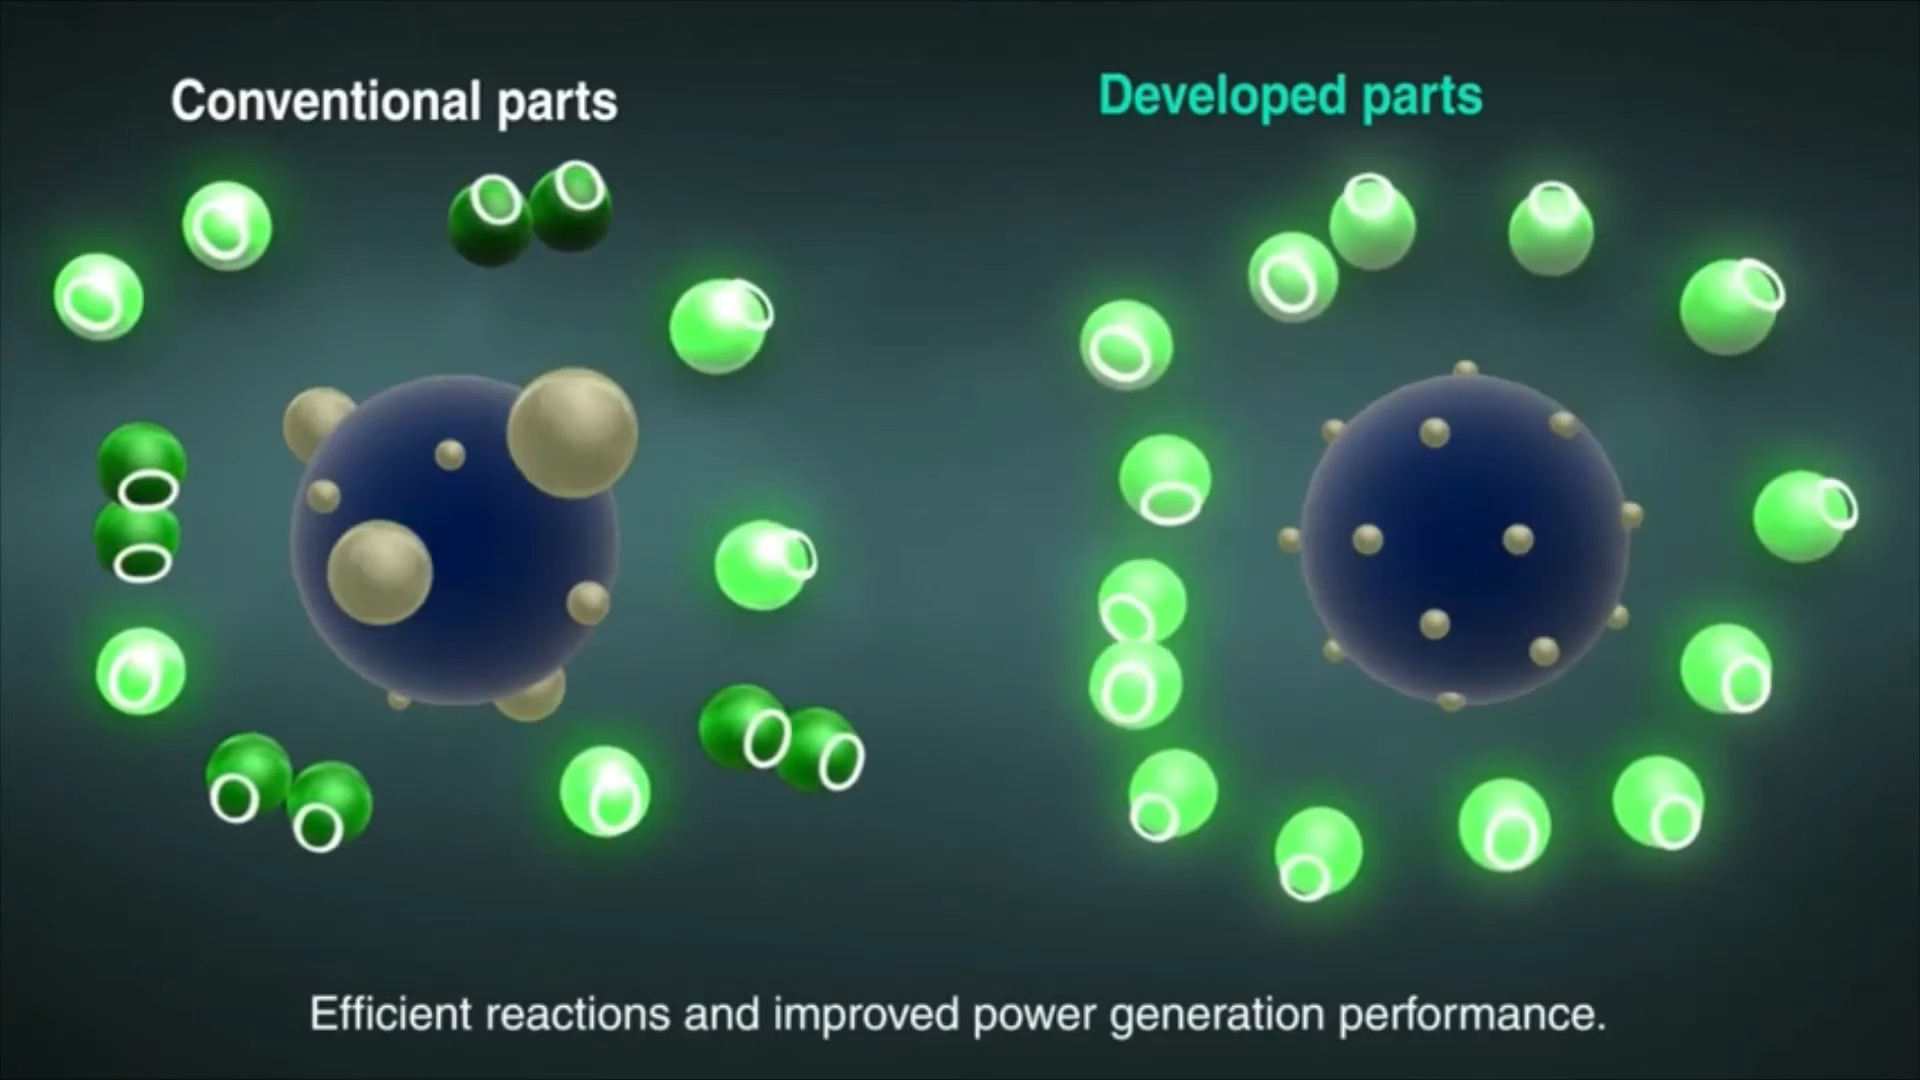 Conventional parts
Developed parts
Efficient reactions and improved power generation performance.